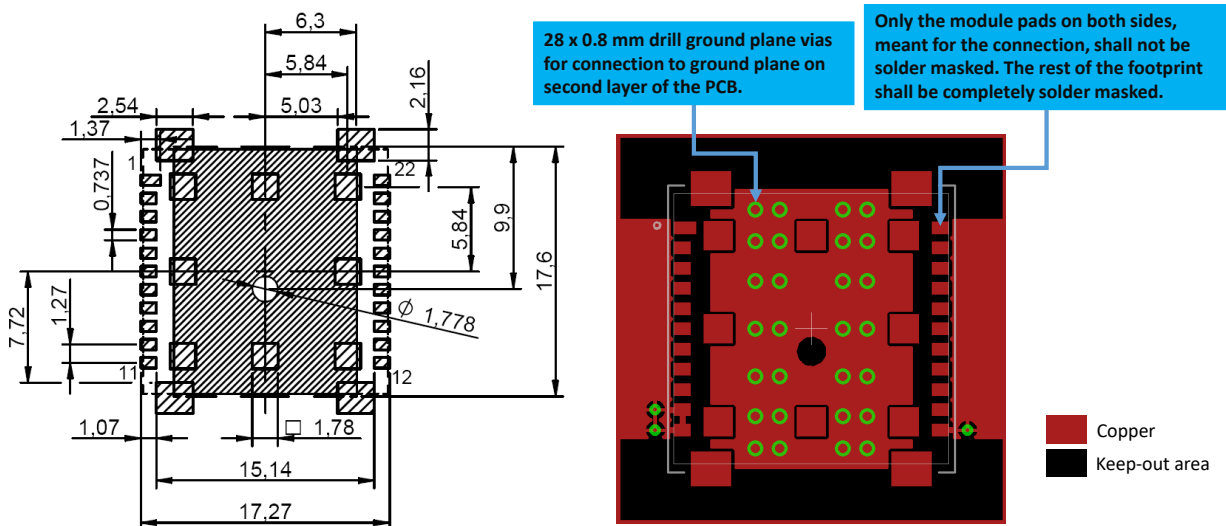 6,3
5,84
5,03
2,54
2,16
1,37
1
22
0,737
5,84
9,9
17,6
7,72
1,27
ϕ 1,778
11
12
1,07
□ 1,78
15,14
17,27
28 x 0.8 mm drill ground plane vias
for connection to ground plane on
second layer of the PCB.
Only the module pads on both sides,
meant for the connection, shall not be
solder masked. The rest of the footprint
shall be completely solder masked.
Copper
Keep-out area